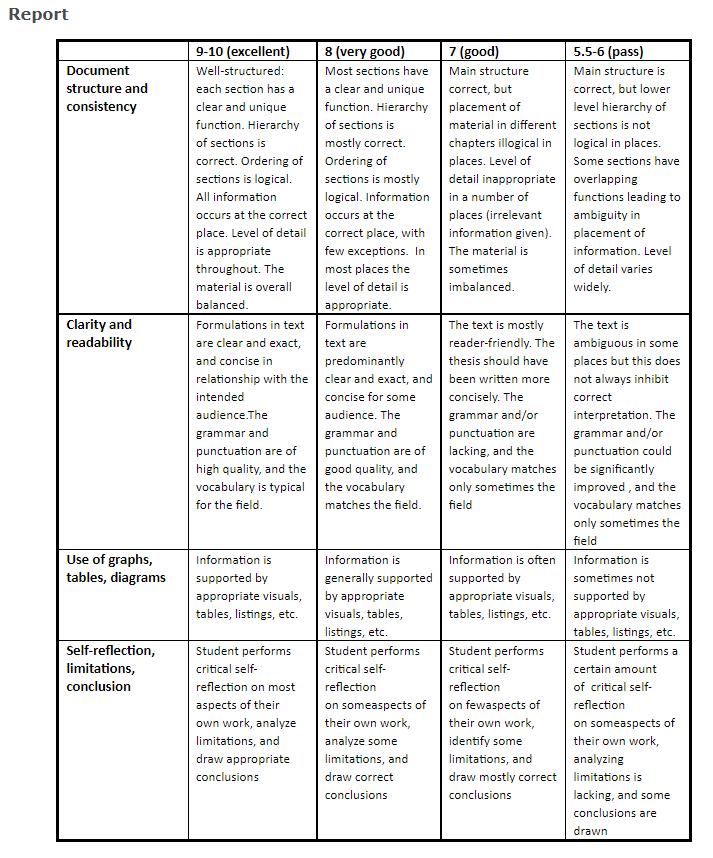 Report
9-10 (excellent)
8 (very good)
7 (good)
5.5-6 (pass)
Document
structure and
consistency
Well-structured:
each section has a
clear and unique
function. Hierarchy
of sections is
correct. Ordering of
sections is logical.
All information
occurs at the correct
place. Level of detail
is appropriate
throughout. The
material is overall
balanced.
Most sections have
a clear and unique
function. Hierarchy
of sections is
mostly correct.
Ordering of
sections is mostly
logical. Information
occurs at the
correct place, with
few exceptions.  In
most places the
level of detail is
appropriate.
Main structure
correct, but
placement of
material in different
chapters illogical in
places. Level of
detail inappropriate
in a number of
places (irrelevant
information given).
The material is
sometimes
imbalanced.
Main structure is
correct, but lower
level hierarchy of
sections is not
logical in places.
Some sections have
overlapping
functions leading to
ambiguity in
placement of
information. Level
of detail varies
widely.
Clarity and
readability
Formulations in text
are clear and exact,
and concise in
relationship with the
intended
audience.The
grammar and
punctuation are of
high quality, and the
vocabulary is typical
for the field.
Formulations in
text are
predominantly
clear and exact, and
concise for some
audience. The
grammar and
punctuation are of
good quality, and
the vocabulary
matches the field.
The text is mostly
reader-friendly. The
thesis should have
been written more
concisely. The
grammar and/or
punctuation are
lacking, and the
vocabulary matches
only sometimes the
field
The text is
ambiguous in some
places but this does
not always inhibit
correct
interpretation. The
grammar and/or
punctuation could
be significantly
improved , and the
vocabulary matches
only sometimes the
field
Use of graphs,
tables, diagrams
Information is
supported by
appropriate visuals,
tables, listings, etc.
Information is
generally supported
by appropriate
visuals, tables,
listings, etc.
Information is often
supported by
appropriate visuals,
tables, listings, etc.
Information is
sometimes not
supported by
appropriate visuals,
tables, listings, etc.
Self-reflection,
limitations,
conclusion
Student performs
critical self-
reflection on most
aspects of their
own work, analyze
limitations, and
draw appropriate
conclusions
Student performs
critical self-
reflection
on someaspects of
their own work,
analyze some
limitations, and
draw correct
conclusions
Student performs
critical self-
reflection
on fewaspects of
their own work,
identify some
limitations, and
draw mostly correct
conclusions
Student performs a
certain amount
of  critical self-
reflection
on someaspects of
their own work,
analyzing
limitations is
lacking, and some
conclusions are
drawn